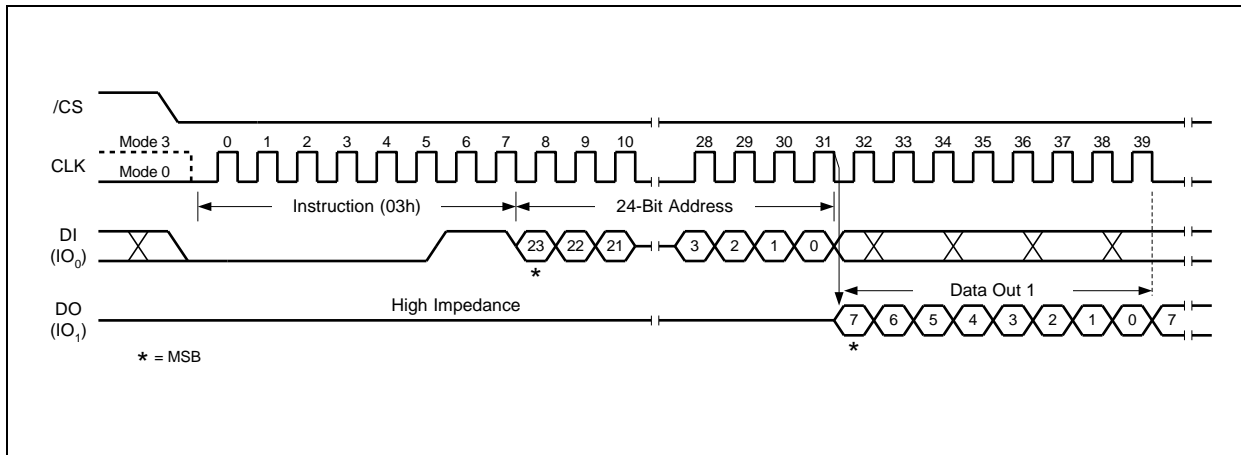 /CS
Mode 3 0 1 2 3 4 5 6 7 8 9 10 28 29 30 31 32 33 34 35 36 37 38 39
CLK
Mode 0
Instruction (03h) 24-Bit Address
DI
(IO0) 23 22 21 3 2 1 0
*
High Impedance Data Out 1
DO
(IO1) 7 6 5 4 3 2 1 0 7
*
* = MSB